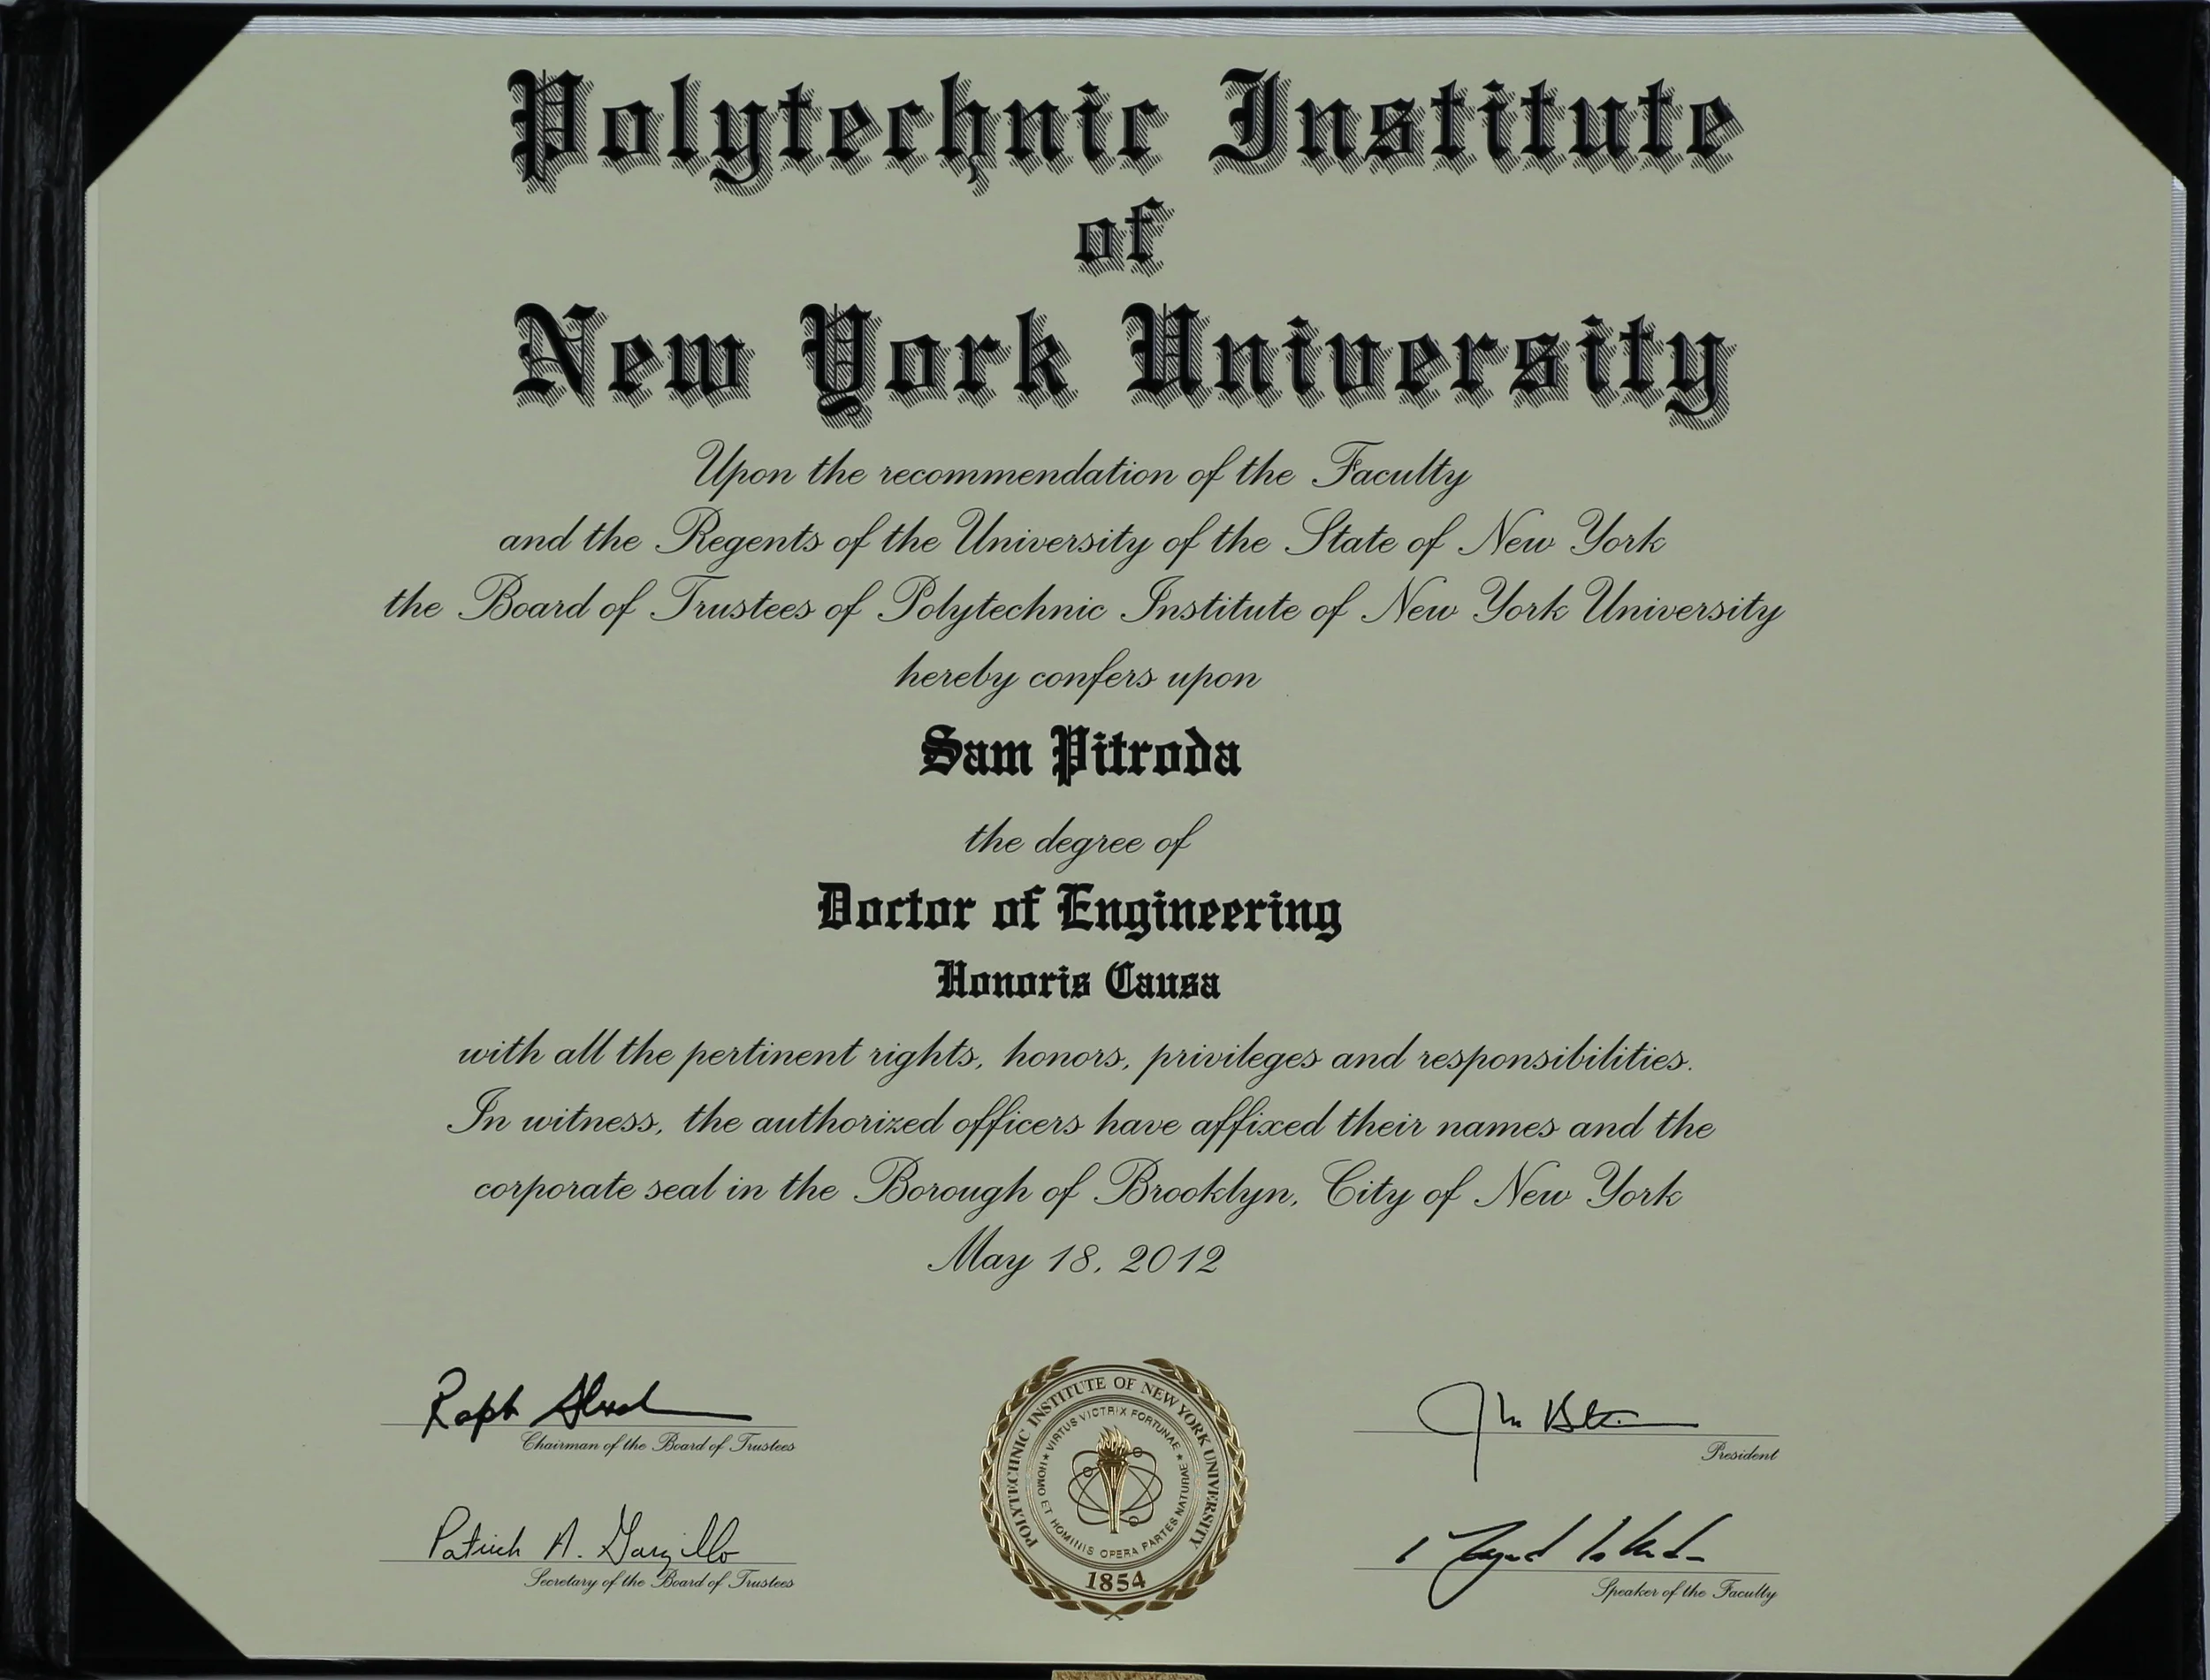 Polytechnic Institute
of
New York University
Upon the recommendation of the Faculty
and the Regents of the University of the State of New York
the Board of Trustees of Polytechnic Institute of New York University
hereby confers upon
Sam Pitroda
the degree of
Doctor of Engineering
Honoris Causa
with all the pertinent rights, honors, privileges and responsibilities.
In witness, the authorized officers have affixed their names and the
corporate seal in the Borough of Brooklyn, City of New York
May 18, 2012
Chairman of the Board of Trustees
President
Patrick A.
Secretary of the Board of Trustees
Speaker of the Faculty
POLYTECHNIC INSTITUTE OF NEW YORK UNIVERSITY
HOMO ET HOMINIS OPERA PARTES NATURAE * VIRTUS VICTRIX FORTUNAE *
1854